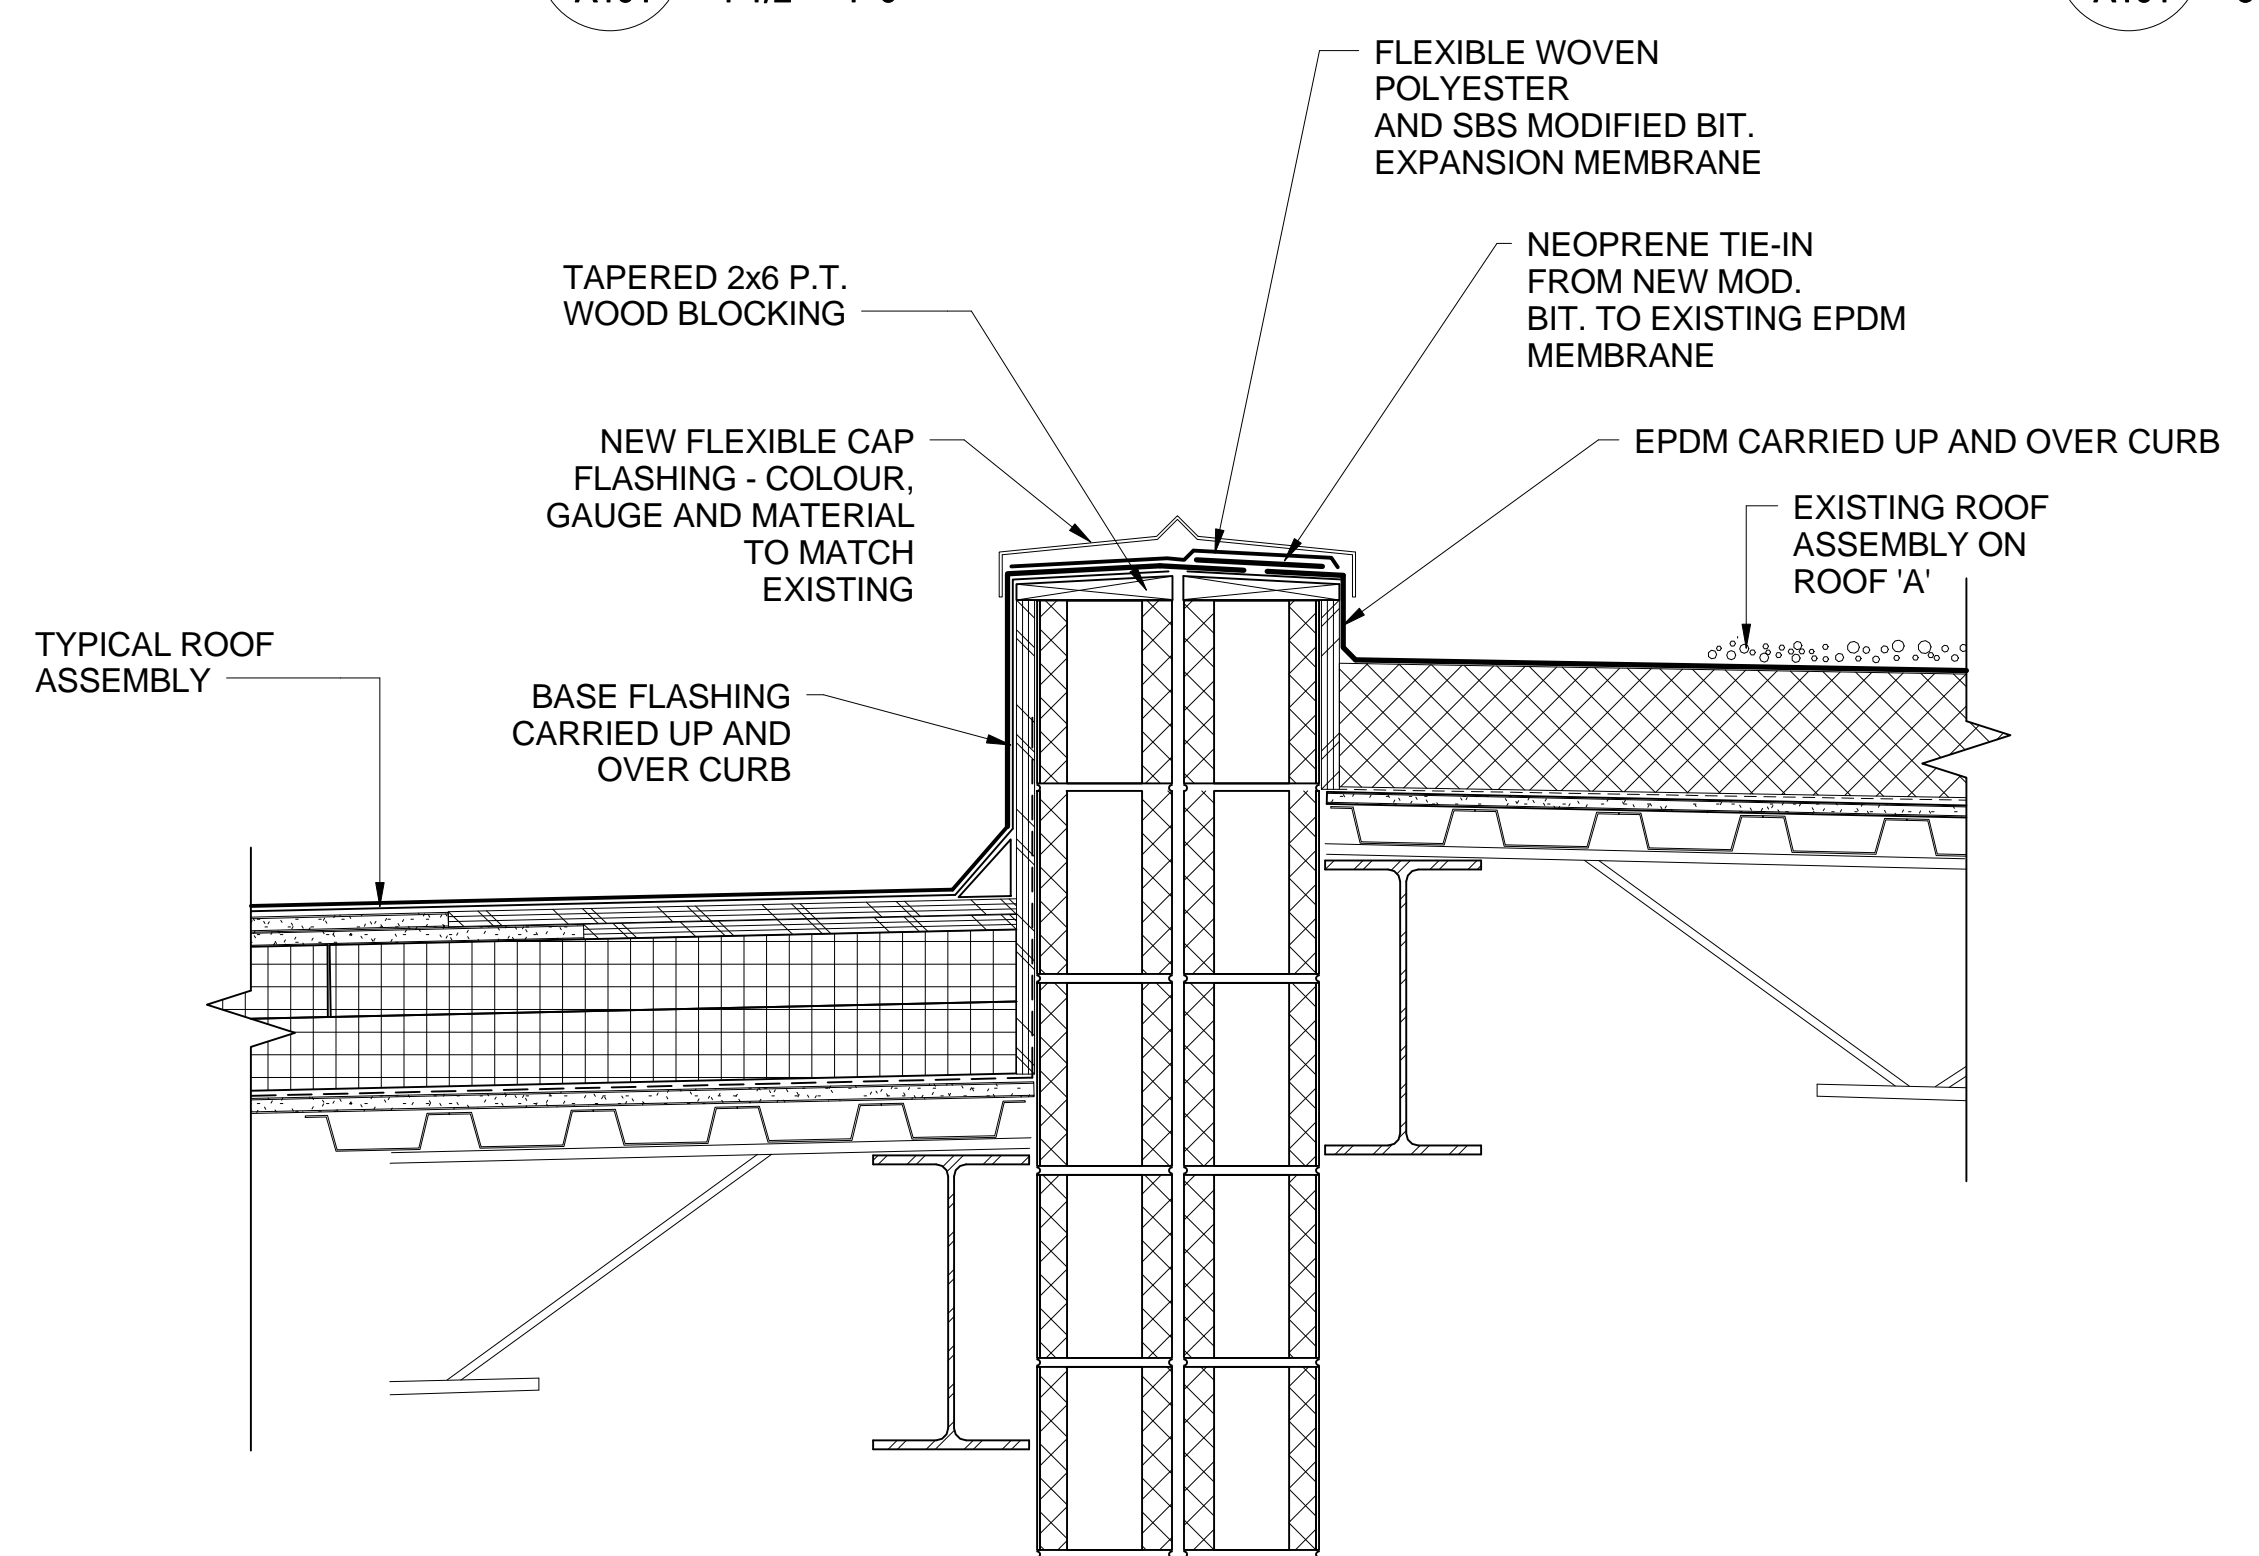 FLEXIBLE WOVEN
POLYESTER
AND SBS MODIFIED BIT.
EXPANSION MEMBRANE
NEOPRENE TIE-IN
FROM NEW MOD.
BIT. TO EXISTING EPDM
MEMBRANE
TAPERED 2x6 P.T.
WOOD BLOCKING
NEW FLEXIBLE CAP
FLASHING - COLOUR,
GAUGE AND MATERIAL
TO MATCH
EXISTING
EPDM CARRIED UP AND OVER CURB
EXISTING ROOF
ASSEMBLY ON
ROOF 'A'
TYPICAL ROOF
ASSEMBLY
BASE FLASHING
CARRIED UP AND
OVER CURB